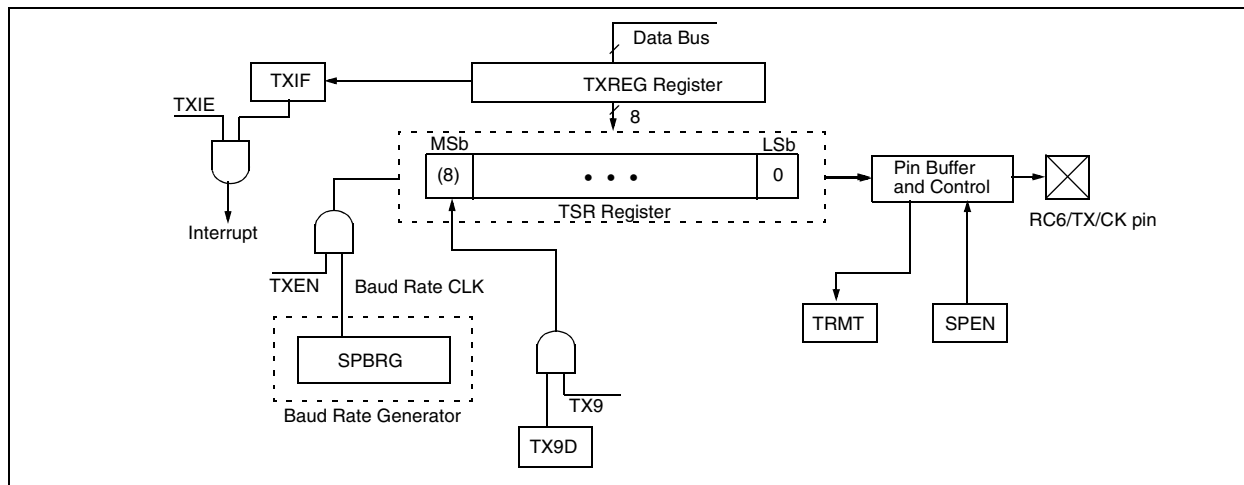 Data Bus
TXIF
TXREG Register
TXIE
8
MSb
LSb
(8)
• • •
0
Pin Buffer
and Control
TSR Register
Interrupt
RC6/TX/CK pin
TXEN
Baud Rate CLK
TRMT
SPEN
SPBRG
TX9
Baud Rate Generator
TX9D